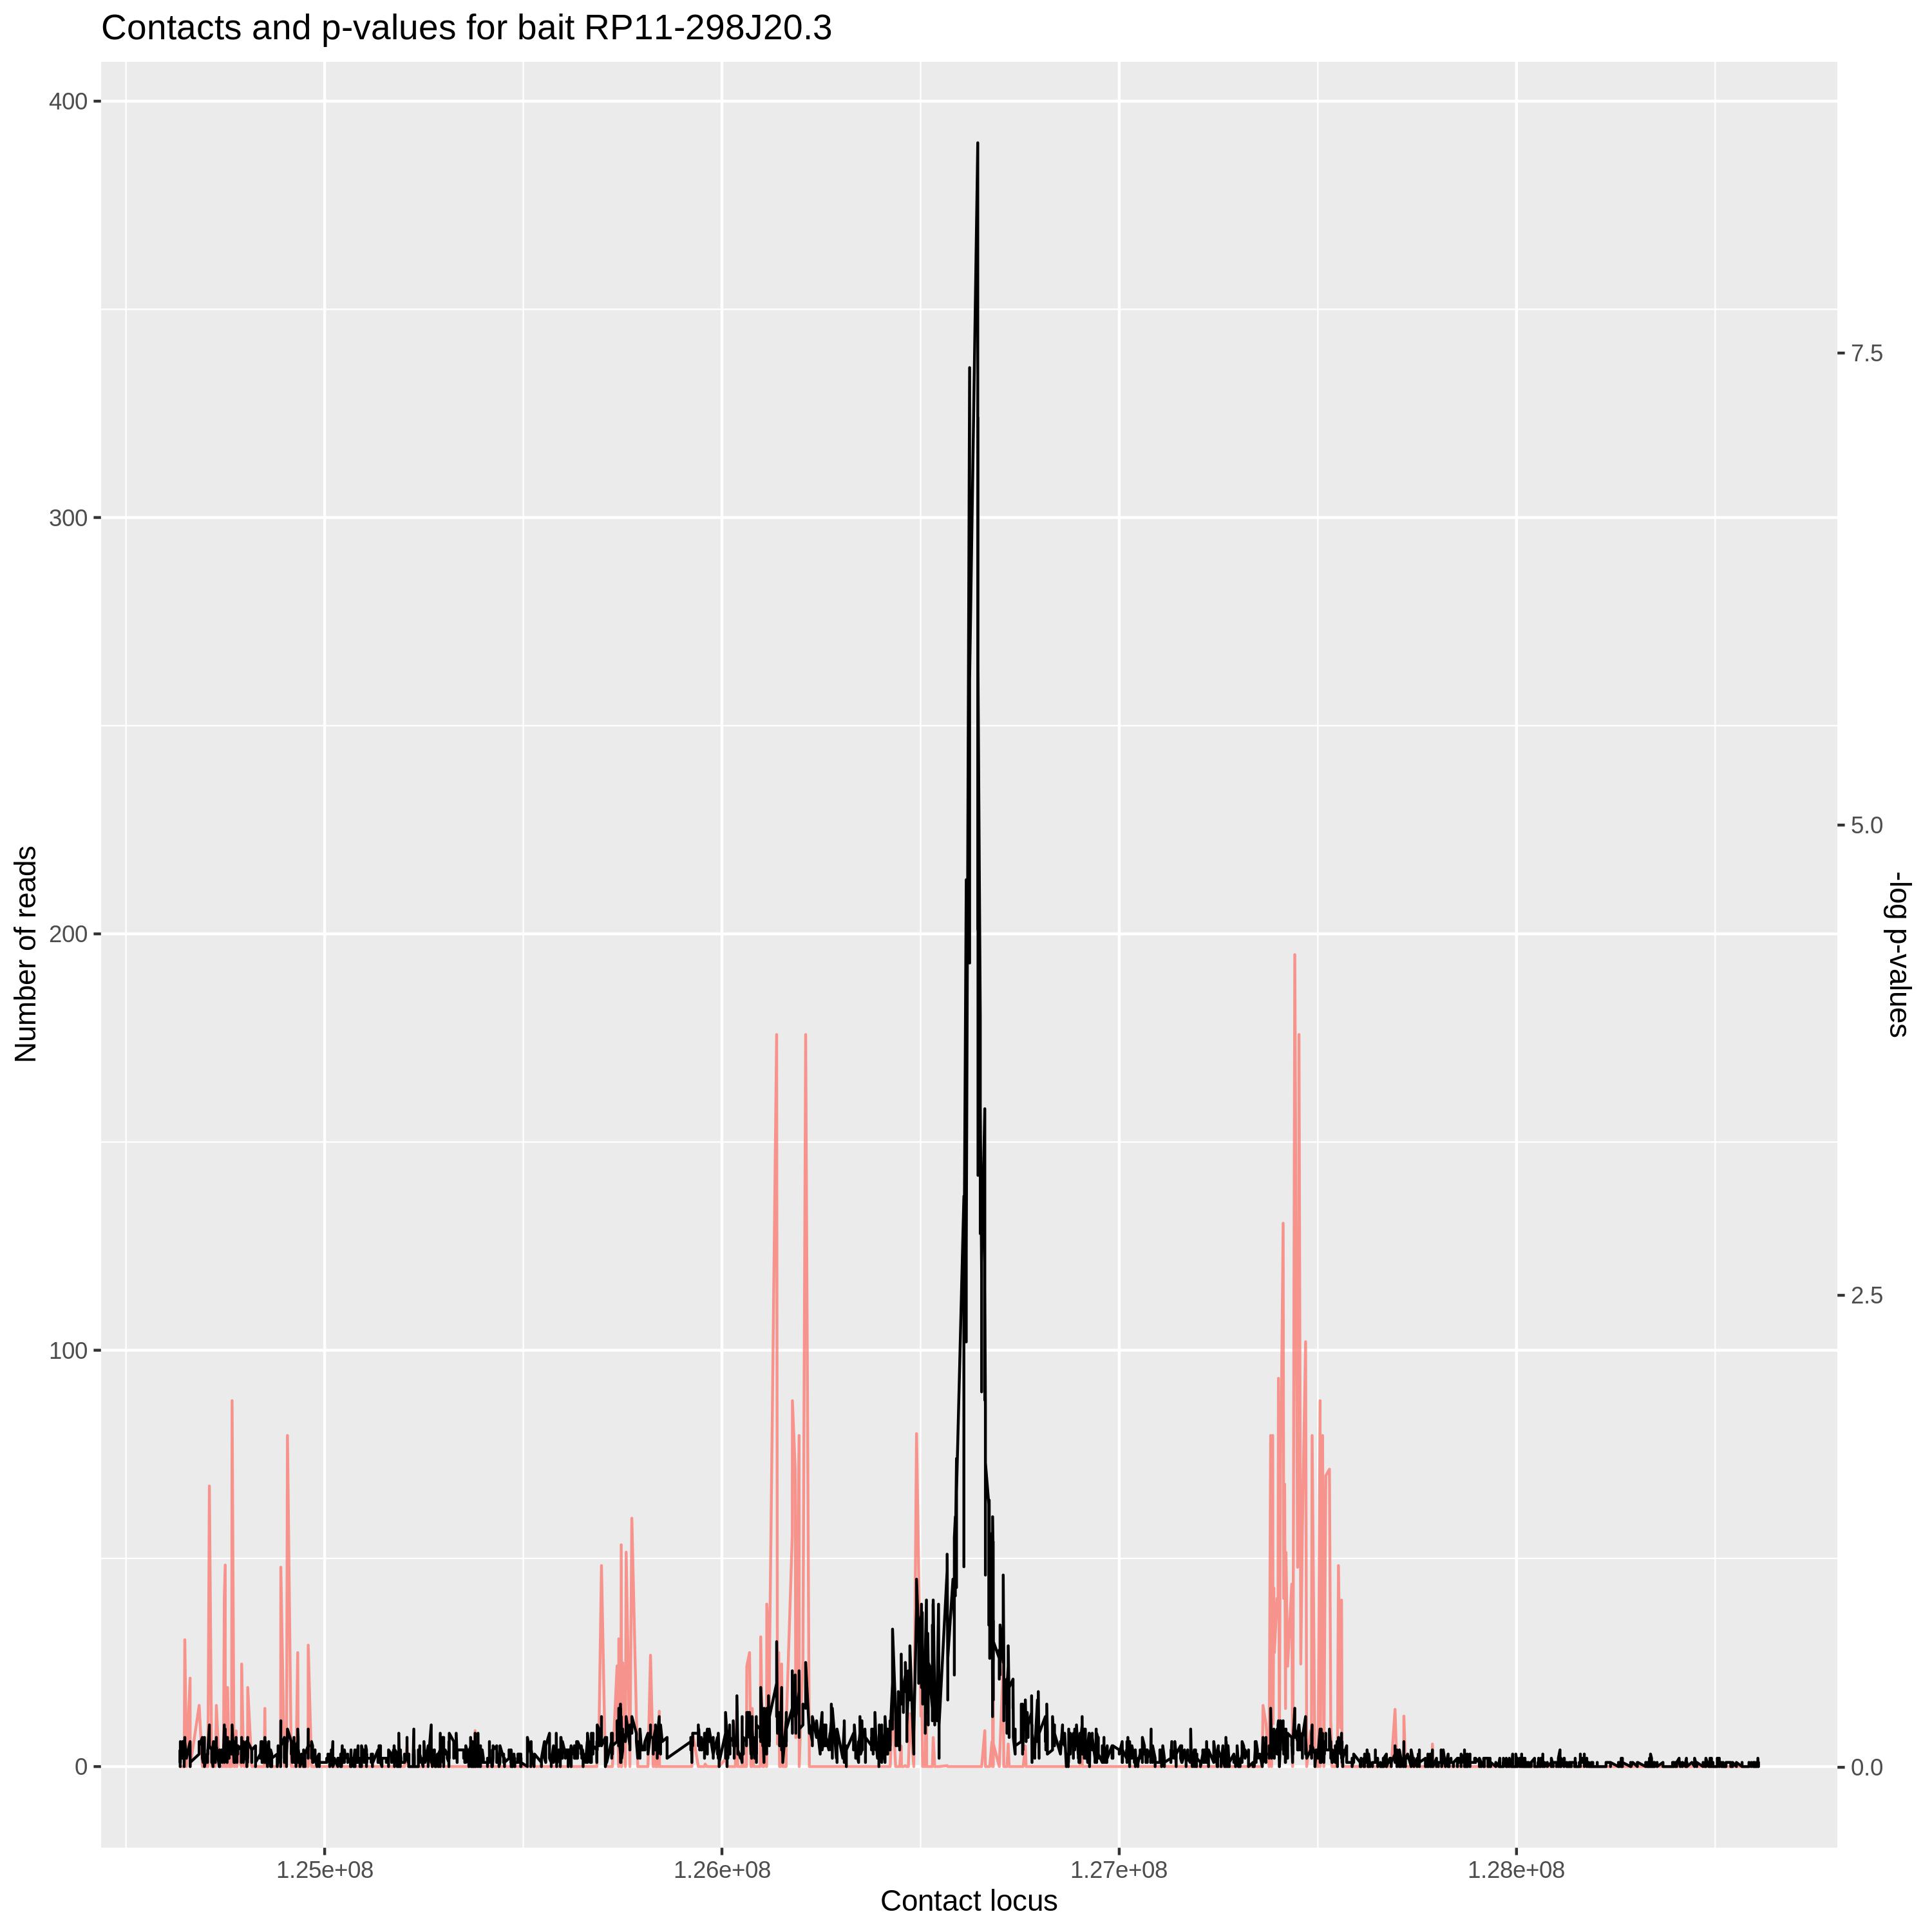 Contacts and p-values for bait RP11-298J20.3
400
300
200
100
0
Number of reads
7.5
5.0
2.5
0.0
-log p-values
1.25e+08 1.26e+08 1.27e+08 1.28e+08
Contact locus